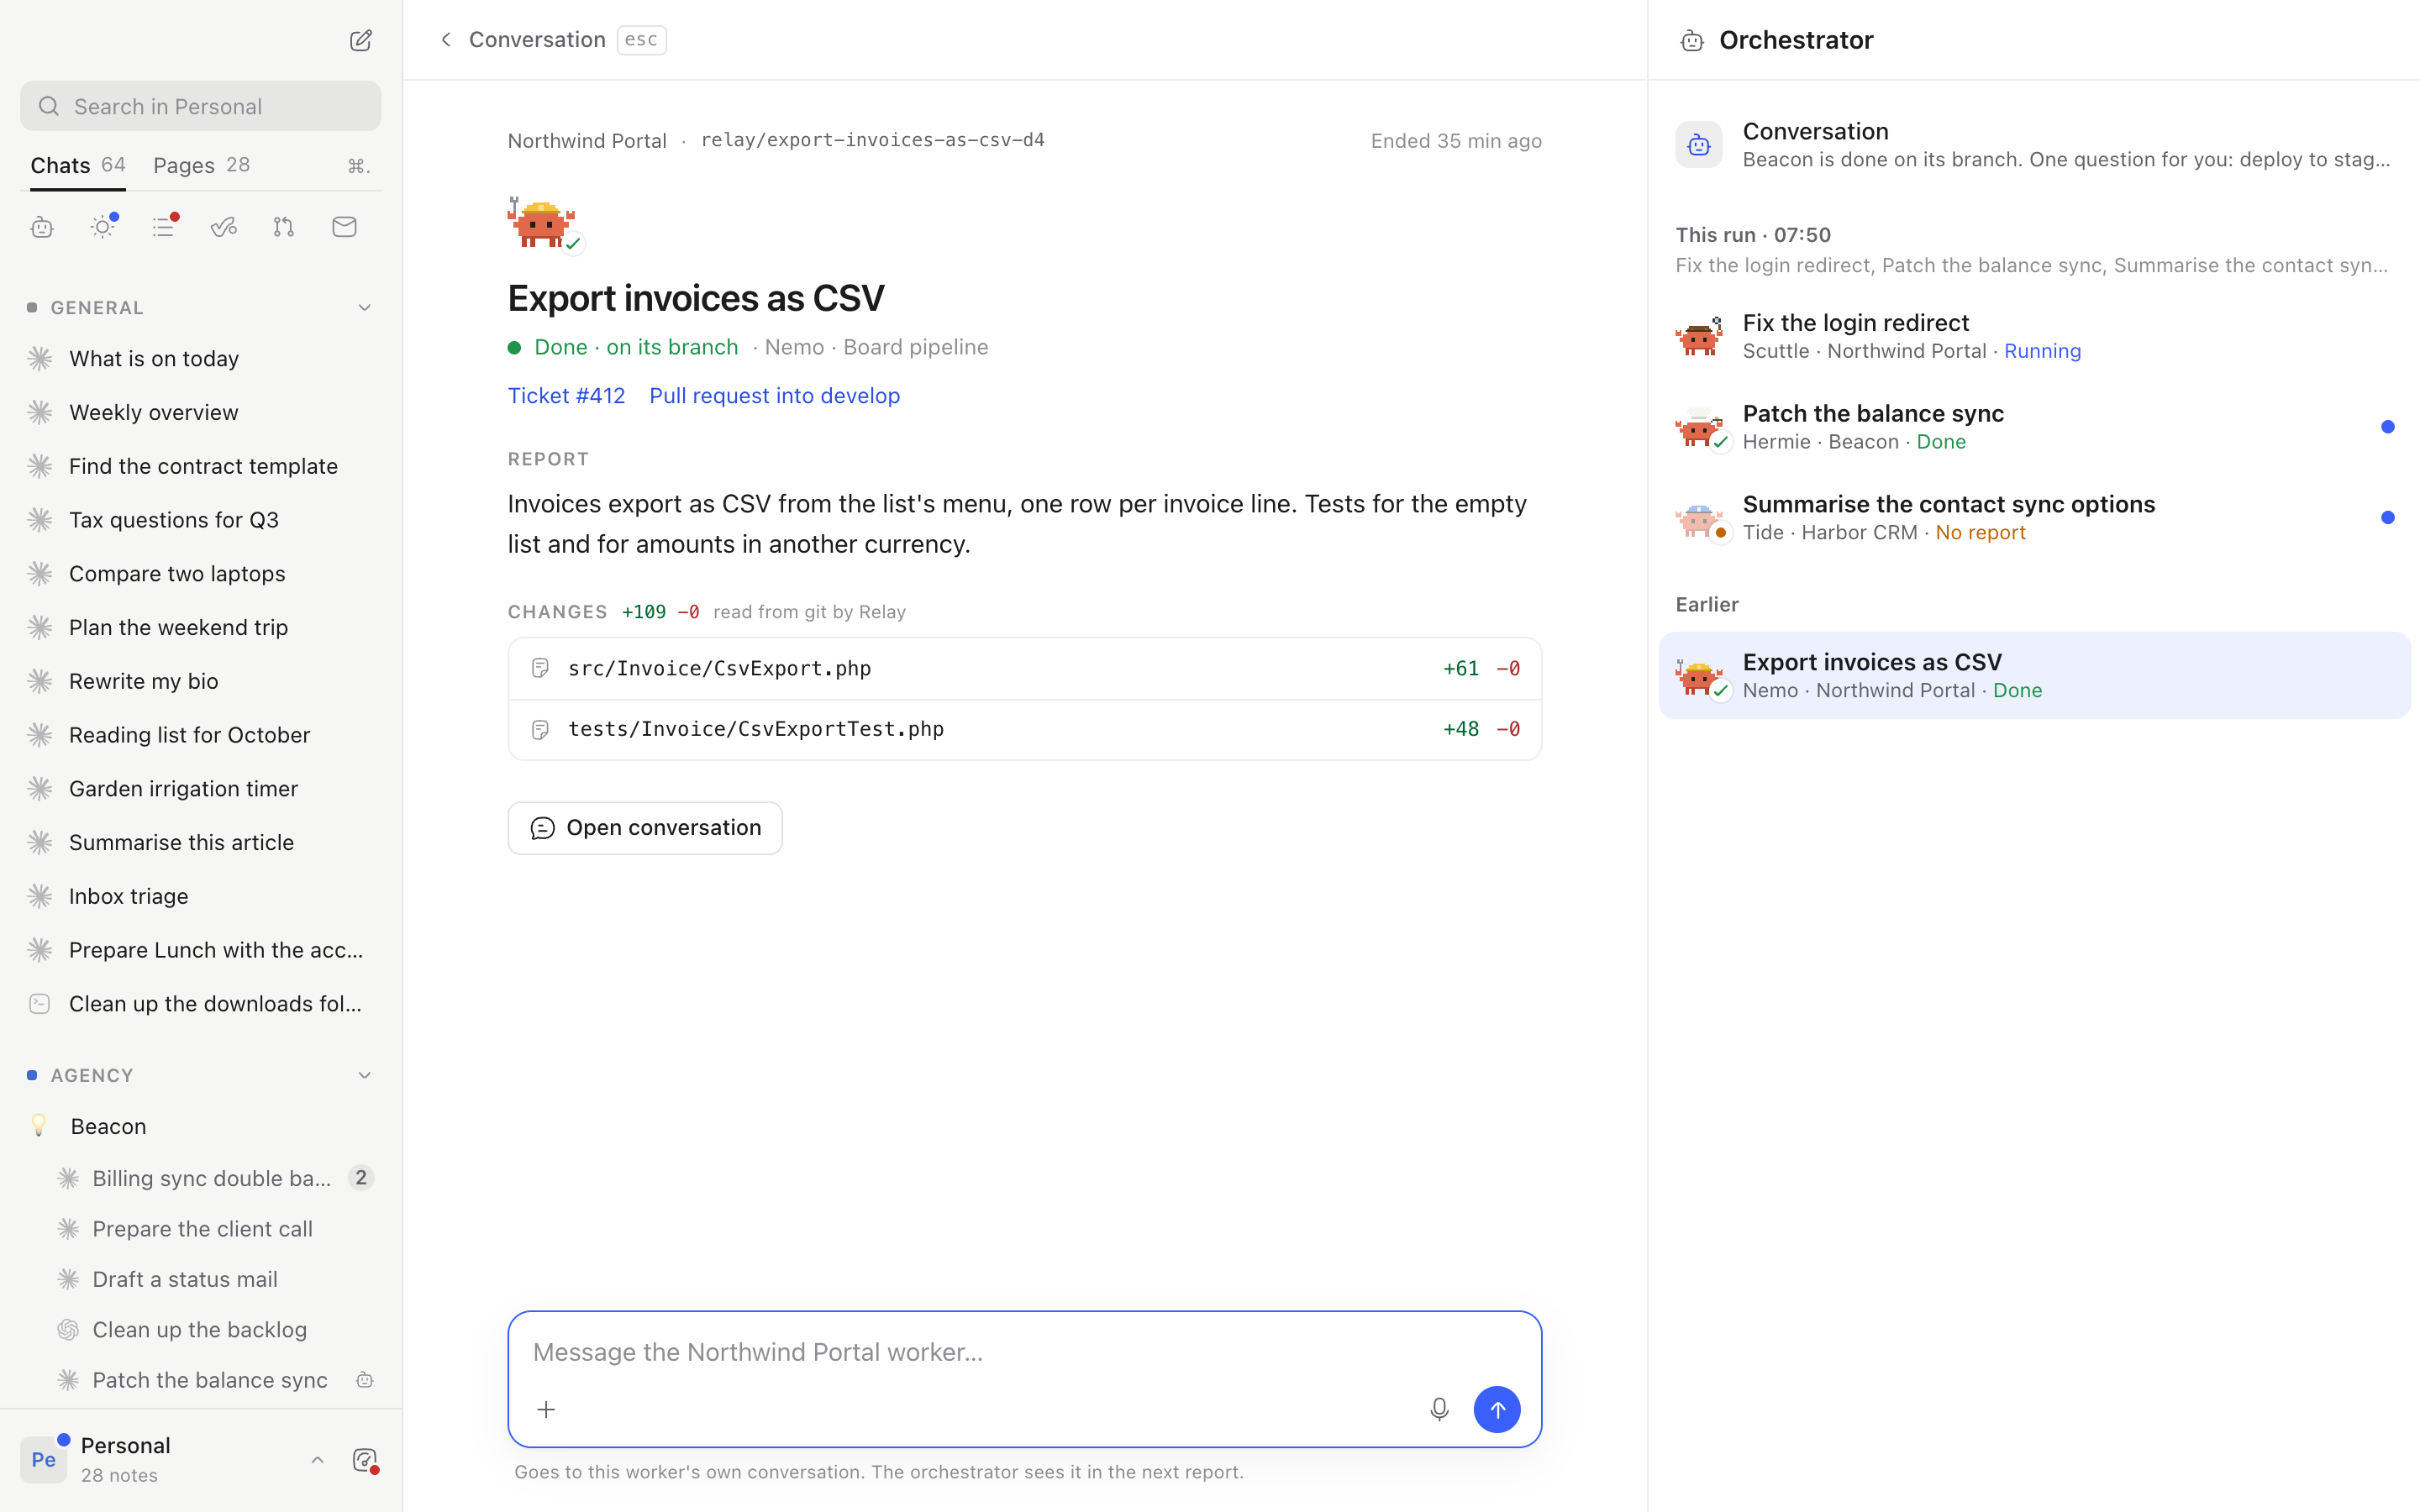 Search in Personal
Chats 64 Pages 28 ⌘.
GENERAL
What is on today
Weekly overview
Find the contract template
Tax questions for Q3
Compare two laptops
Plan the weekend trip
Rewrite my bio
Reading list for October
Garden irrigation timer
Summarise this article
Inbox triage
Prepare Lunch with the acc...
Clean up the downloads fol...
AGENCY
Beacon
Billing sync double ba... 2
Prepare the client call
Draft a status mail
Clean up the backlog
Patch the balance sync
Pe Personal
28 notes
Conversation esc
Northwind Portal · relay/export-invoices-as-csv-d4 Ended 35 min ago
Export invoices as CSV
Done · on its branch · Nemo · Board pipeline
Ticket #412 Pull request into develop
REPORT
Invoices export as CSV from the list's menu, one row per invoice line. Tests for the empty
list and for amounts in another currency.
CHANGES +109 −0 read from git by Relay
src/Invoice/CsvExport.php +61 −0
tests/Invoice/CsvExportTest.php +48 −0
Open conversation
Message the Northwind Portal worker...
Goes to this worker's own conversation. The orchestrator sees it in the next report.
Orchestrator
Conversation
Beacon is done on its branch. One question for you: deploy to stag...
This run · 07:50
Fix the login redirect, Patch the balance sync, Summarise the contact syn...
Fix the login redirect
Scuttle · Northwind Portal · Running
Patch the balance sync
Hermie · Beacon · Done
Summarise the contact sync options
Tide · Harbor CRM · No report
Earlier
Export invoices as CSV
Nemo · Northwind Portal · Done